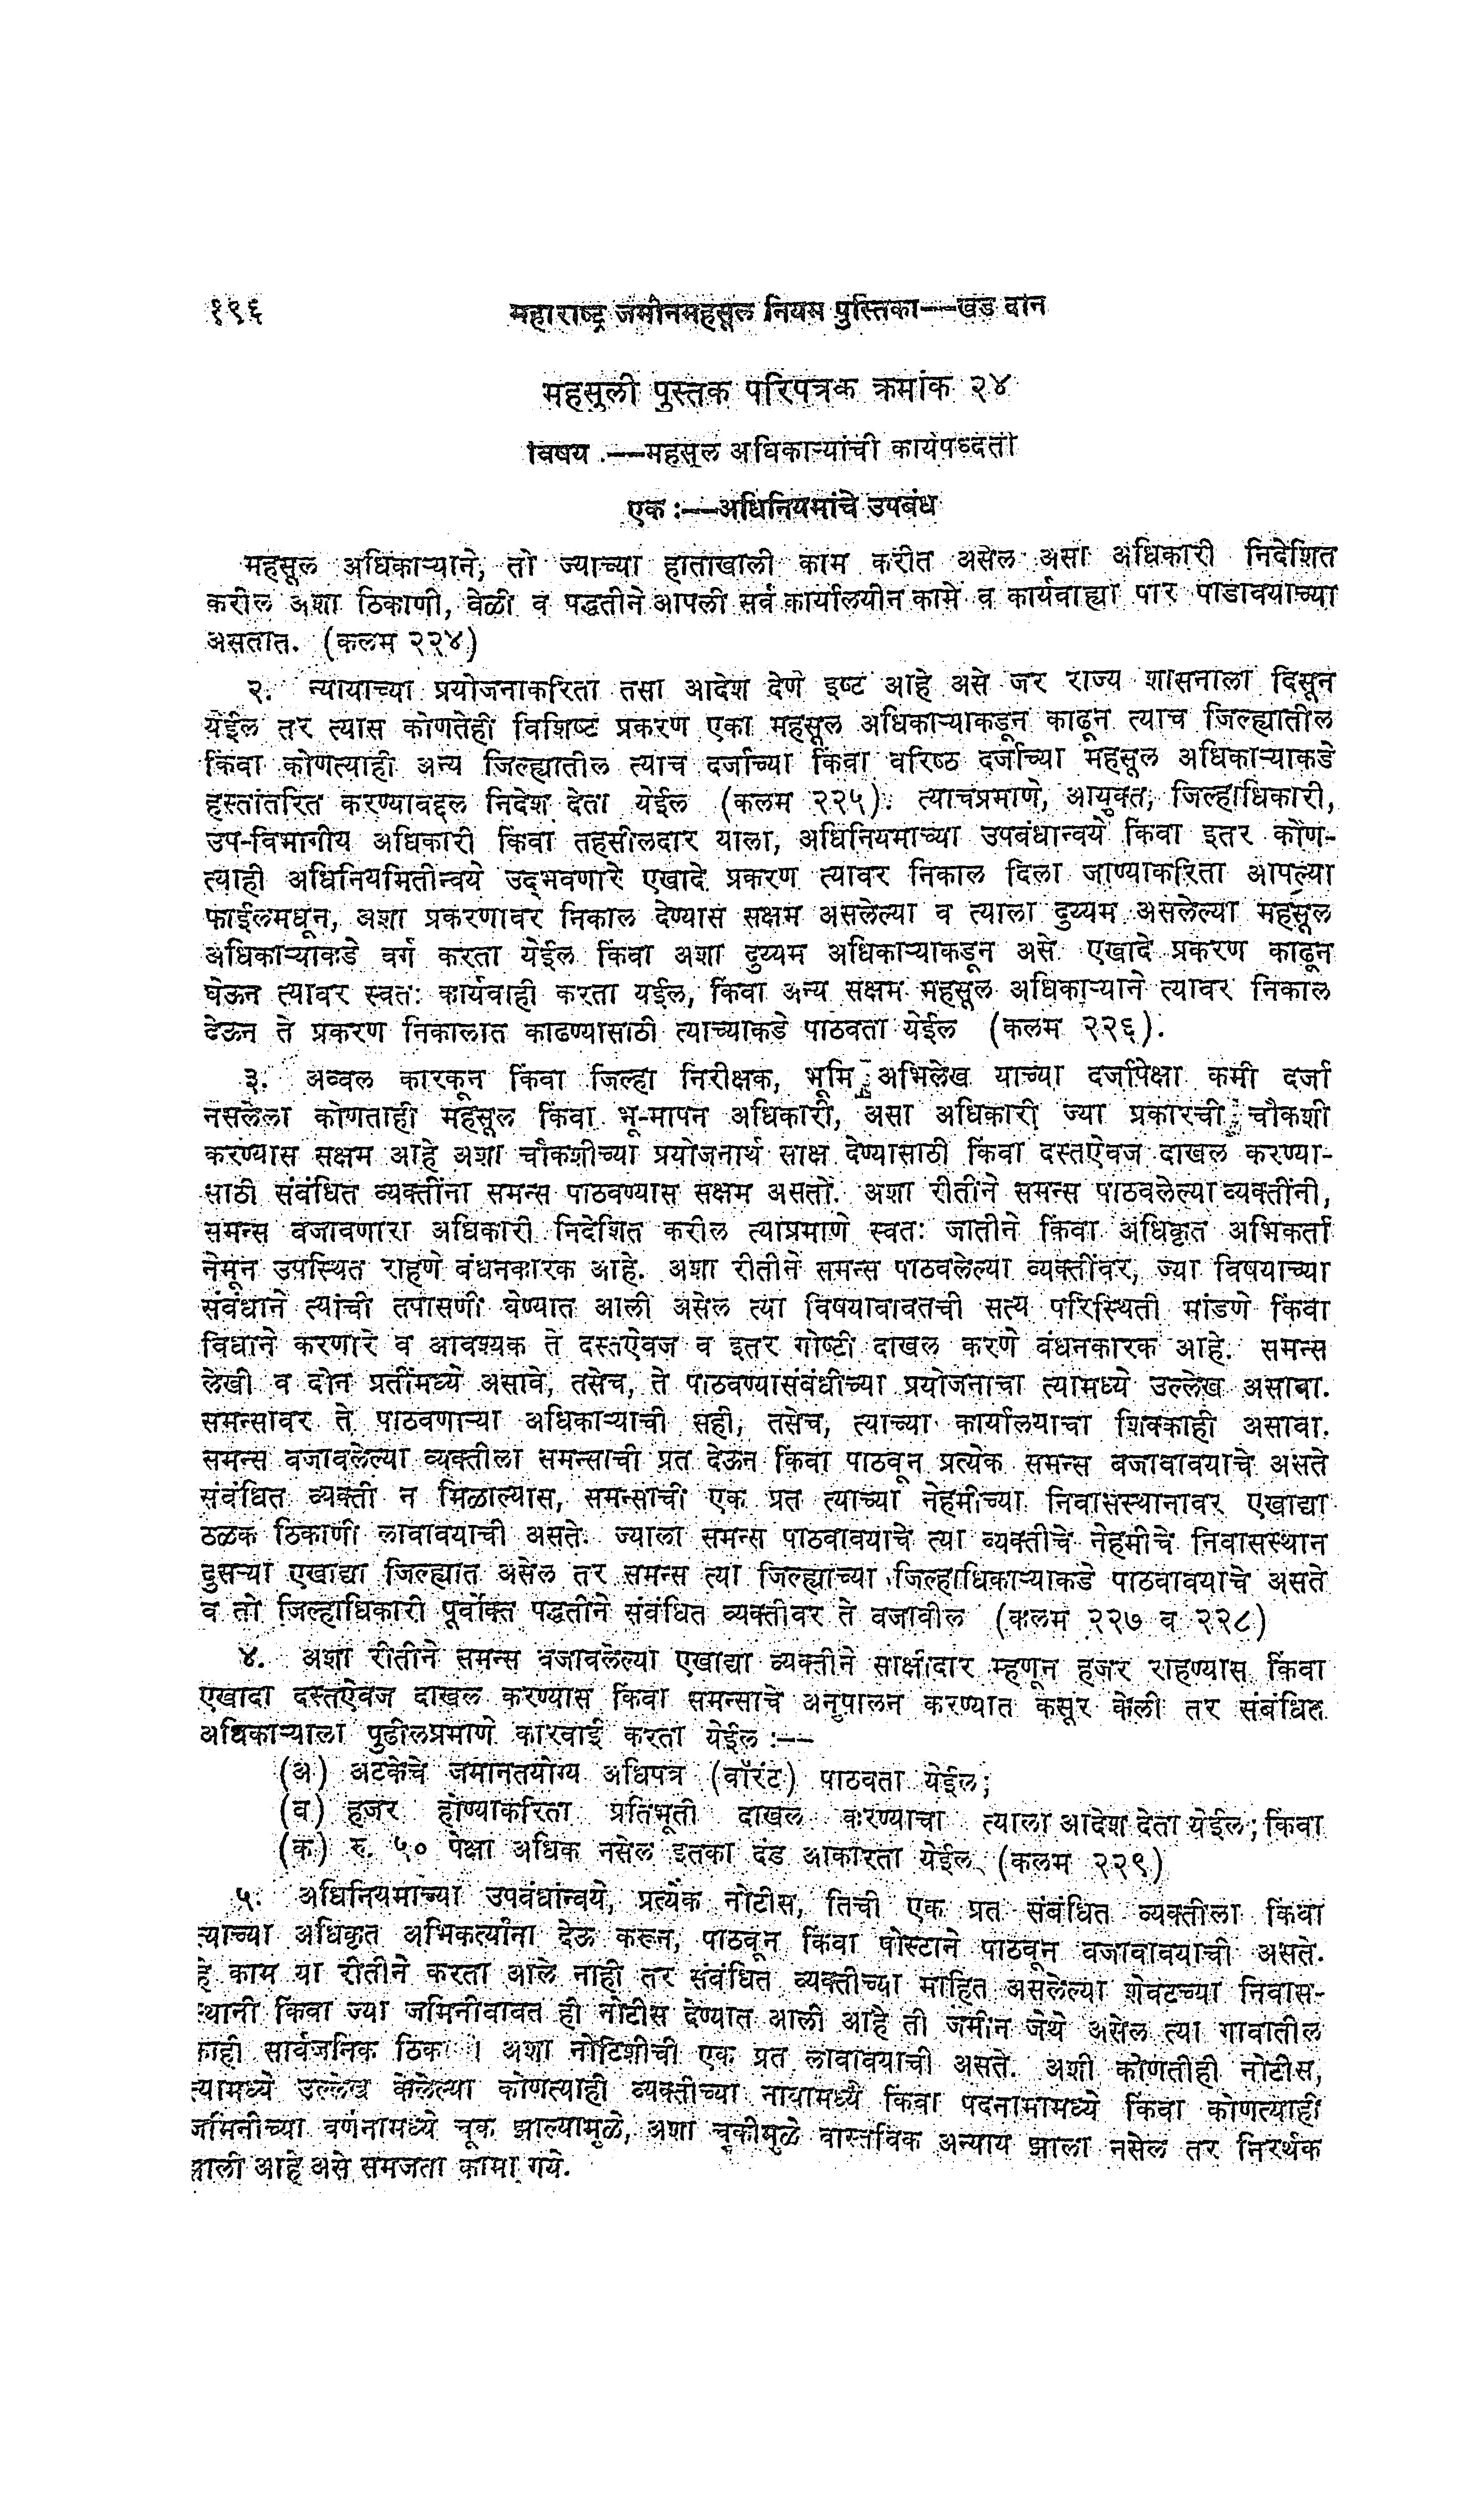 १९६ महाराष्ट्र जमीनमहसूल नियम पुस्तिका––खंड दोन
महसुली पुस्तक परिपत्रक क्रमांक २४
विषय .––महसूल अधिकाऱ्यांची कार्यपध्दती
एक :––अधिनियमांचे उपबंध
महसूल अधिकाऱ्याने, तो ज्याच्या हाताखाली काम करीत असेल असा अधिकारी निदेशित
करील अशा ठिकाणी, वेळी व पद्धतीने आपली सर्व कार्यालयीन कामे व कार्यवाह्या पार पाडावयाच्या
असतात. (कलम २२४)
२. न्यायाच्या प्रयोजनाकरिता तसा आदेश देणे इष्ट आहे असे जर राज्य शासनाला दिसून
येईल तर त्यास कोणतेही विशिष्ट प्रकरण एका महसूल अधिकाऱ्याकडून काढून त्याच जिल्ह्यातील
किंवा कोणत्याही अन्य जिल्ह्यातील त्याच दर्जाच्या किंवा वरिष्ठ दर्जाच्या महसूल अधिकाऱ्याकडे
हस्तांतरित करण्याबद्दल निदेश देता येईल (कलम २२५). त्याचप्रमाणे, आयुक्त, जिल्हाधिकारी,
उप-विभागीय अधिकारी किंवा तहसीलदार याला, अधिनियमाच्या उपबंधान्वये किंवा इतर कोण-
त्याही अधिनियमितीन्वये उद्‌भवणारे एखादे प्रकरण त्यावर निकाल दिला जाण्याकरिता आपल्या
फाईलमधून, अशा प्रकरणावर निकाल देण्यास सक्षम असलेल्या व त्याला दुय्यम असलेल्या महसूल
अधिकाऱ्याकडे वर्ग करता येईल किंवा अशा दुय्यम अधिकाऱ्याकडून असे एखादे प्रकरण काढून
घेऊन त्यावर स्वतः कार्यवाही करता येईल, किंवा अन्य सक्षम महसूल अधिकाऱ्याने त्यावर निकाल
देऊन ते प्रकरण निकालात काढण्यासाठी त्याच्याकडे पाठवता येईल (कलम २२६).
३. अव्वल कारकून किंवा जिल्हा निरीक्षक, भूमि अभिलेख याच्या दर्जापेक्षा कमी दर्जा
नसलेला कोणताही महसूल किंवा भू-मापन अधिकारी, असा अधिकारी ज्या प्रकारची चौकशी
करण्यास सक्षम आहे अशा चौकशीच्या प्रयोजनार्थ साक्ष देण्यासाठी किंवा दस्तऐवज दाखल करण्या-
साठी संबंधित व्यक्तींना समन्स पाठवण्यास सक्षम असतो. अशा रीतीने समन्स पाठवलेल्या व्यक्तींनी,
समन्स बजावणारा अधिकारी निदेशित करील त्याप्रमाणे स्वतः जातीने किंवा अधिकृत अभिकर्ता
नेमून उपस्थित राहणे बंधनकारक आहे. अशा रीतीने समन्स पाठवलेल्या व्यक्तींवर, ज्या विषयाच्या
संबंधाने त्यांची तपासणी घेण्यात आली असेल त्या विषयाबाबतची सत्य परिस्थिती मांडणे किंवा
विधाने करणारे व आवश्यक ते दस्तऐवज व इतर गोष्टी दाखल करणे बंधनकारक आहे. समन्स
लेखी व दोन प्रतींमध्ये असावे, तसेच, ते पाठवण्यासंबंधीच्या प्रयोजनाचा त्यामध्ये उल्लेख असाबा.
समन्सावर ते पाठवणाऱ्या अधिकाऱ्याची सही, तसेच, त्याच्या कार्यालयाचा शिक्काही असावा.
समन्स बजावलेल्या व्यक्तीला समन्साची प्रत देऊन किंवा पाठवून प्रत्येक समन्स बजावावयाचे असते
संबंधित व्यक्ती न मिळाल्यास, समन्साची एक प्रत त्याच्या नेहमीच्या निवासस्थानावर एखाद्या
ठळक ठिकाणी लावावयाची असते. ज्याला समन्स पाठवावयाचे त्या व्यक्तीचे नेहमीचे निवासस्थान
दुसऱ्या एखाद्या जिल्ह्यात असेल तर समन्स त्या जिल्ह्याच्या जिल्हाधिकाऱ्याकडे पाठवावयाचे असते
व तो जिल्हाधिकारी पूर्वोक्त पद्धतीने संबंधित व्यक्तीवर ते बजावील (कलम २२७ व २२८)
४. अशा रीतीने समन्स बजावलेल्या एखाद्या व्यक्तीने साक्षीदार म्हणून हजर राहण्यास किंवा
एखादा दस्तऐवज दाखल करण्यास किंवा समन्साचे अनुपालन करण्यात कसूर केली तर संबंधित
अधिकाऱ्याला पुढीलप्रमाणे कारवाई करता येईल :––
(अ) अटकेचे जमानतयोग्य अधिपत्र (वॉरंट) पाठवता येईल;
(ब) हजर होण्याकरिता प्रतिभूती दाखल करण्याचा त्याला आदेश देता येईल; किंवा
(क) रु. ५० पेक्षा अधिक नसेल इतका दंड आकारता येईल (कलम २२९)
५. अधिनियमाच्या उपबंधांन्वये, प्रत्येक नोटीस, तिची एक प्रत संबंधित व्यक्तीला किंवा
त्याच्या अधिकृत अभिकर्त्यांना देऊ करून, पाठवून किंवा पोस्टाने पाठवून बजावावयाची असते.
हे काम या रीतीने करता आले नाही तर संबंधित व्यक्तीच्या माहित असलेल्या शेवटच्या निवास-
स्थानी किंवा ज्या जमिनीबाबत ही नोटीस देण्यात आली आहे ती जमीन जेथे असेल त्या गावातील
काही सार्वजनिक अशा नोटिशीची एक प्रत लावावयाची असते. अशी कोणतीही नोटीस,
त्यामध्ये उल्लेख केलेल्या कोणत्याही व्यक्तीच्या नावामध्ये किंवा पदनामामध्ये किंवा कोणत्याही
जमिनीच्या वर्णनामध्ये चूक झाल्यामुळे, अशा चुकीमुळे वास्तविक अन्याय झाला नसेल तर निरर्थक
झाली आहे असे समजता कामा नये.